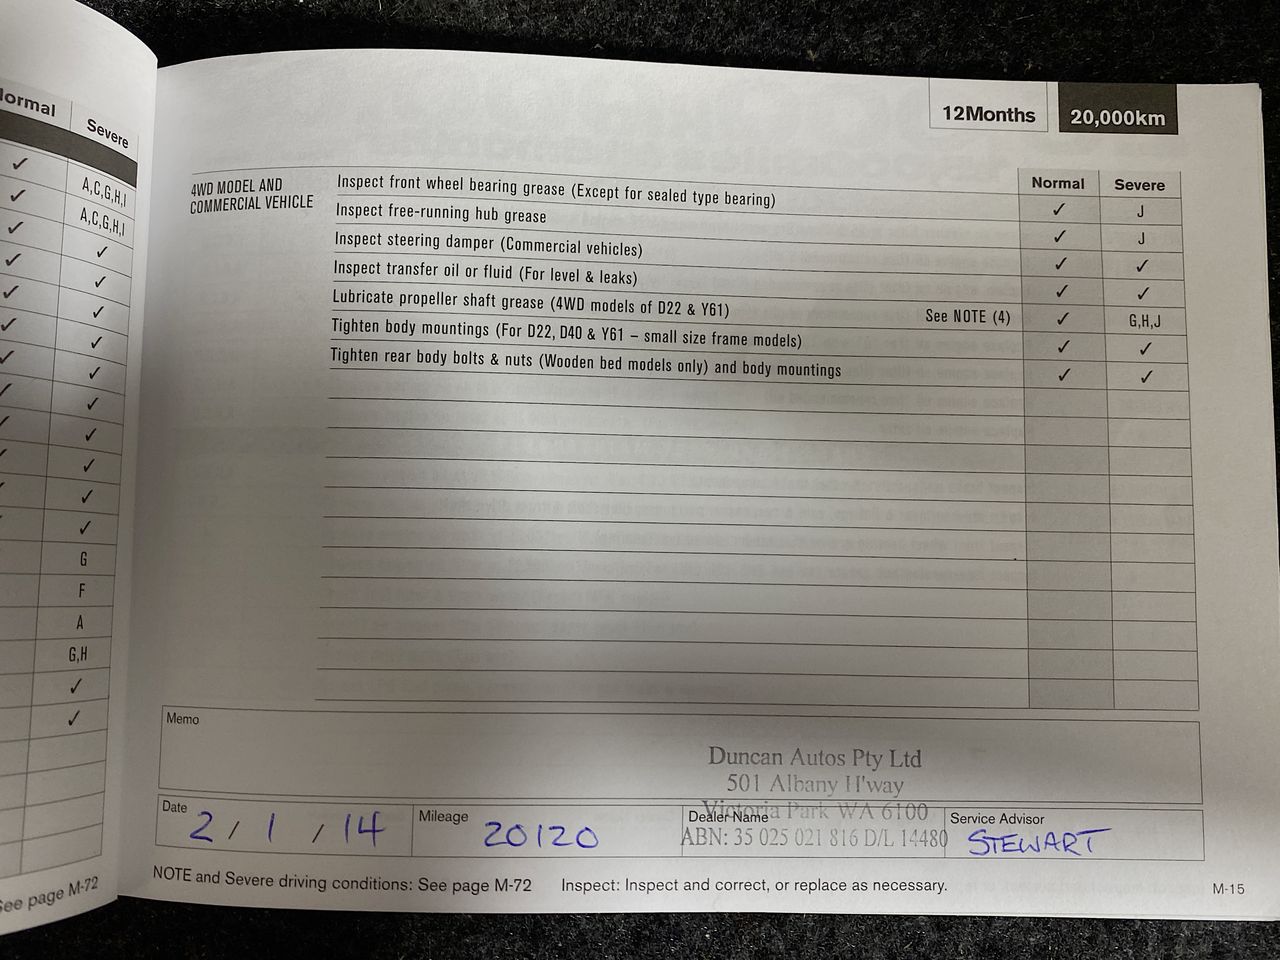 Normal Severe
✓ A,C,G,H,I
✓ A,C,G,H,I
✓ ✓
✓ ✓
✓ ✓
✓ ✓
✓ ✓
✓ ✓
✓ ✓
✓ ✓
✓ ✓
✓ ✓
G
F
A
G,H
✓
✓
See page M-72
12Months 20,000km
Normal Severe
4WD MODEL AND COMMERCIAL VEHICLE
Inspect front wheel bearing grease (Except for sealed type bearing) ✓ J
Inspect free-running hub grease ✓ J
Inspect steering damper (Commercial vehicles) ✓ ✓
Inspect transfer oil or fluid (For level & leaks) ✓ ✓
Lubricate propeller shaft grease (4WD models of D22 & Y61) See NOTE (4) ✓ G,H,J
Tighten body mountings (For D22, D40 & Y61 – small size frame models) ✓ ✓
Tighten rear body bolts & nuts (Wooden bed models only) and body mountings ✓ ✓
Memo
Duncan Autos Pty Ltd
501 Albany H'way
Victoria Park WA 6100
ABN: 35 025 021 816 D/L 14480
Date 2 / 1 / 14
Mileage 20120
Dealer Name
Service Advisor STEWART
NOTE and Severe driving conditions: See page M-72 Inspect: Inspect and correct, or replace as necessary.
M-15